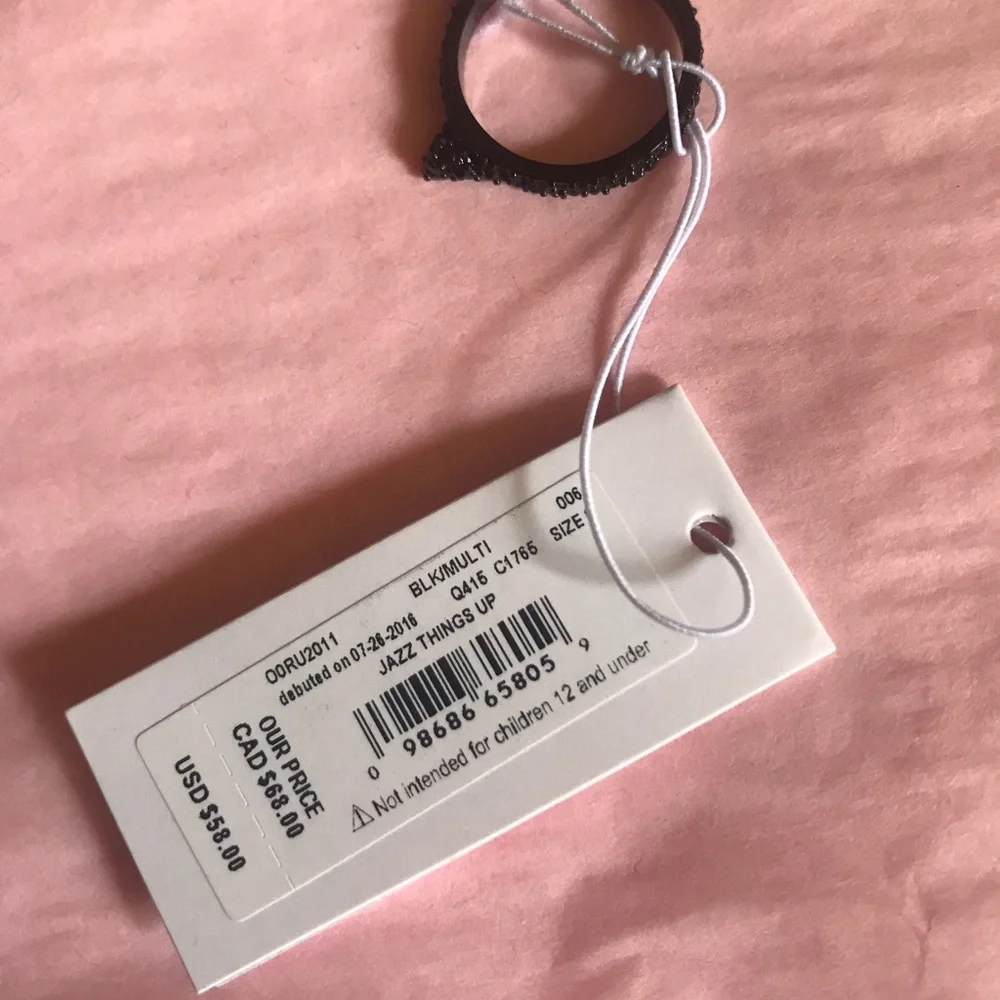 O0RU2011 BLK/MULTI 006
debuted on 07-26-2016 Q415 C1765 SIZE
JAZZ THINGS UP
0 98686 65805 9
⚠ Not intended for children 12 and under
OUR PRICE
CAD $68.00
USD $58.00